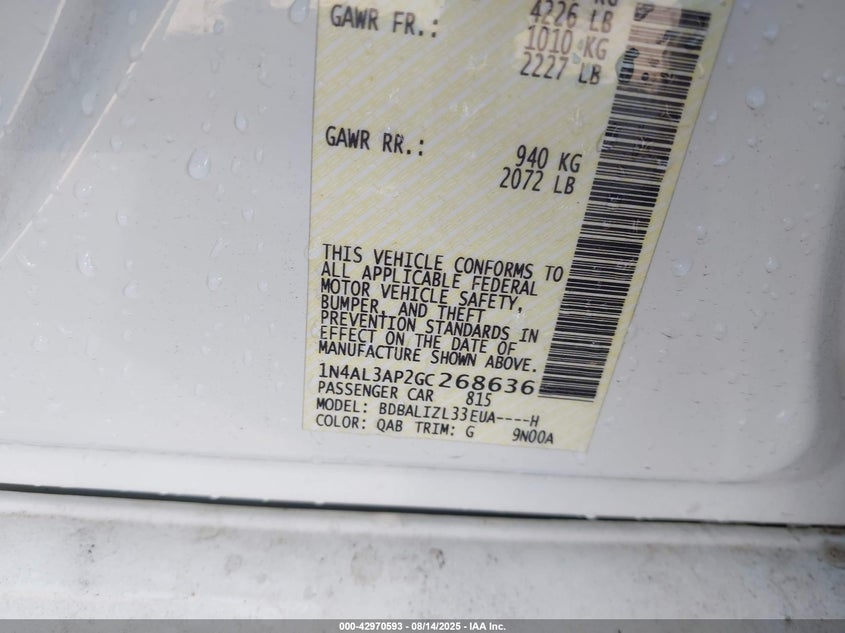 KG
4226 LB
GAWR FR.: 1010 KG
2227 LB
GAWR RR.: 940 KG
2072 LB
THIS VEHICLE CONFORMS TO
ALL APPLICABLE FEDERAL
MOTOR VEHICLE SAFETY,
BUMPER, AND THEFT
PREVENTION STANDARDS IN
EFFECT ON THE DATE OF
MANUFACTURE SHOWN ABOVE.
1N4AL3AP2GC268636
PASSENGER CAR 815
MODEL: BDBALIZL33EUA----H
COLOR: QAB TRIM: G 9N00A
000-42970593 - 08/14/2025 - IAA Inc.